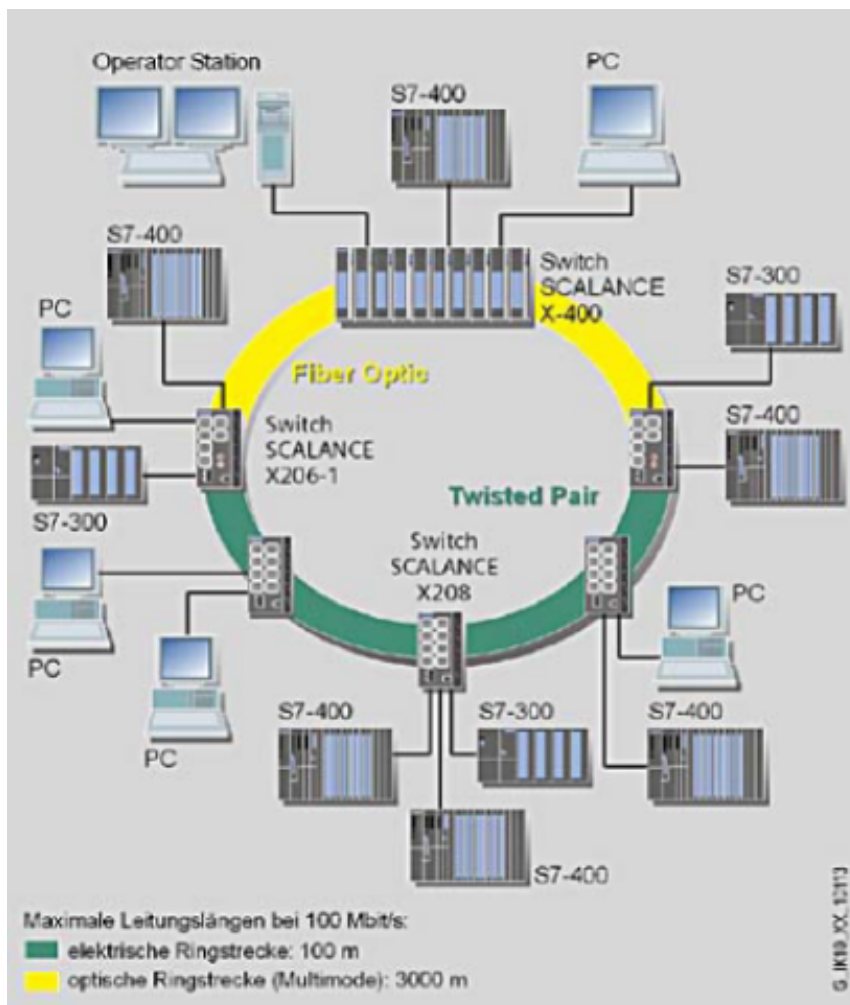 Operator Station
PC
S7-400
S7-400
Switch
SCALANCE
X-400
S7-300
PC
Fiber Optic
Switch
SCALANCE
X206-1
S7-400
S7-300
Twisted Pair
Switch
SCALANCE
X208
PC
PC
PC
S7-400
S7-300
S7-400
S7-400
Maximale Leitungslängen bei 100 Mbit/s:
elektrische Ringstrecke: 100 m
optische Ringstrecke (Multimode): 3000 m